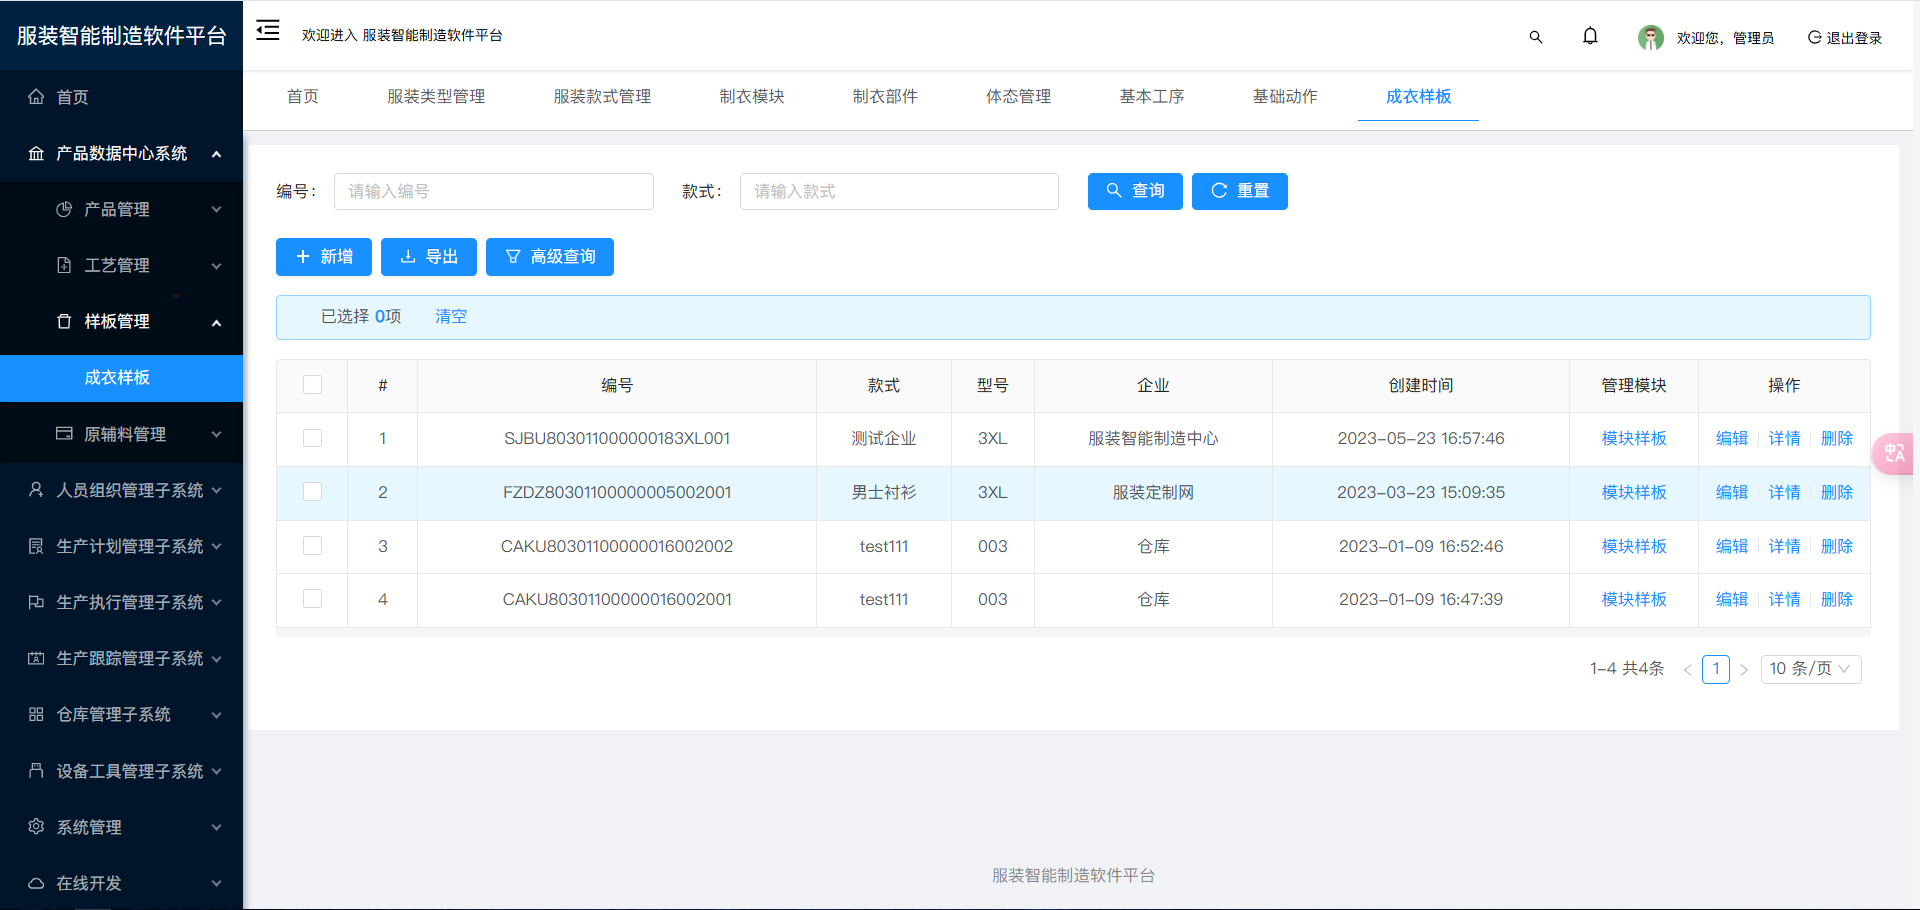 服装智能制造软件平台
欢迎进入 服装智能制造软件平台
欢迎您，管理员
退出登录
首页
产品数据中心系统
产品管理
工艺管理
样板管理
成衣样板
原辅料管理
人员组织管理子系统
生产计划管理子系统
生产执行管理子系统
生产跟踪管理子系统
仓库管理子系统
设备工具管理子系统
系统管理
在线开发
首页 服装类型管理 服装款式管理 制衣模块 制衣部件 体态管理 基本工序 基础动作 成衣样板
编号： 请输入编号 款式： 请输入款式 查询 重置
新增 导出 高级查询
已选择 0项 清空
# 编号 款式 型号 企业 创建时间 管理模块 操作
1 SJBU803011000000183XL001 测试企业 3XL 服装智能制造中心 2023-05-23 16:57:46 模块样板 编辑 详情 删除
2 FZDZ80301100000005002001 男士衬衫 3XL 服装定制网 2023-03-23 15:09:35 模块样板 编辑 详情 删除
3 CAKU80301100000016002002 test111 003 仓库 2023-01-09 16:52:46 模块样板 编辑 详情 删除
4 CAKU80301100000016002001 test111 003 仓库 2023-01-09 16:47:39 模块样板 编辑 详情 删除
1-4 共4条 < 1 > 10 条/页
服装智能制造软件平台
中A